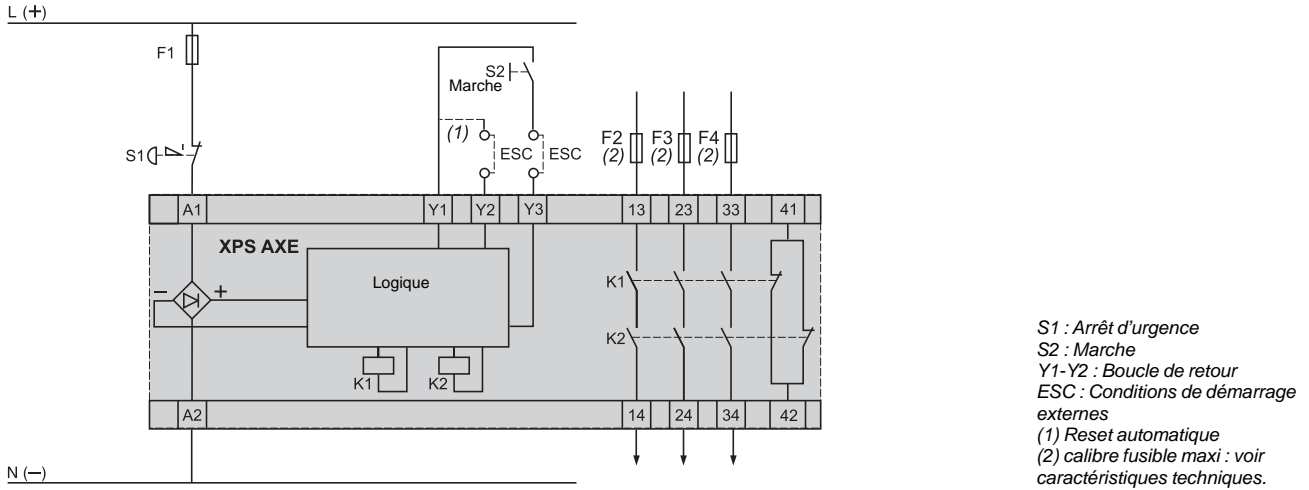 L (+)
F1
S2
Marche
(1)
S1
ESC
ESC
F2
(2)
F3
(2)
F4
(2)
A1
Y1
Y2
Y3
13
23
33
41
XPS AXE
Logique
–
+
K1
K2
K1
K2
A2
14
24
34
42
N (–)
S1 : Arrêt d'urgence
S2 : Marche
Y1-Y2 : Boucle de retour
ESC : Conditions de démarrage
externes
(1) Reset automatique
(2) calibre fusible maxi : voir
caractéristiques techniques.